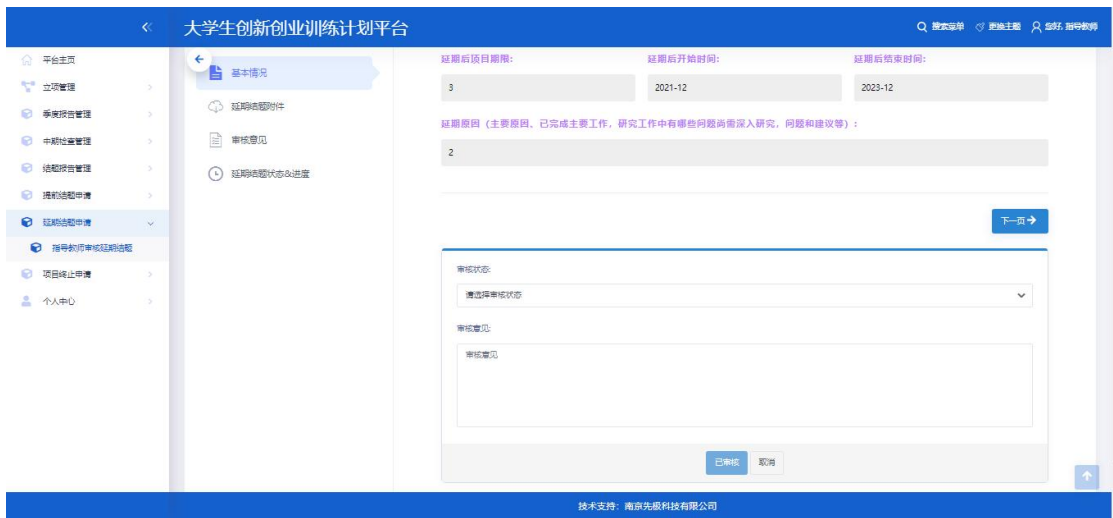 大学生创新创业训练计划平台
搜索菜单 更换主题 您好, 指导教师
平台主页
立项管理
季度报告管理
中期检查管理
结题报告管理
提前结题申请
延期结题申请
指导教师审核延期结题
项目终止申请
个人中心
基本情况
延期结题附件
审核意见
延期结题状态&进度
延期后项目期限: 延期后开始时间: 延期后结束时间:
3 2021-12 2023-12
延期原因（主要原因、已完成主要工作，研究工作中有哪些问题尚需深入研究，问题和建议等）:
2
下一页
审核状态:
请选择审核状态
审核意见:
审核意见
已审核 取消
技术支持：南京先极科技有限公司